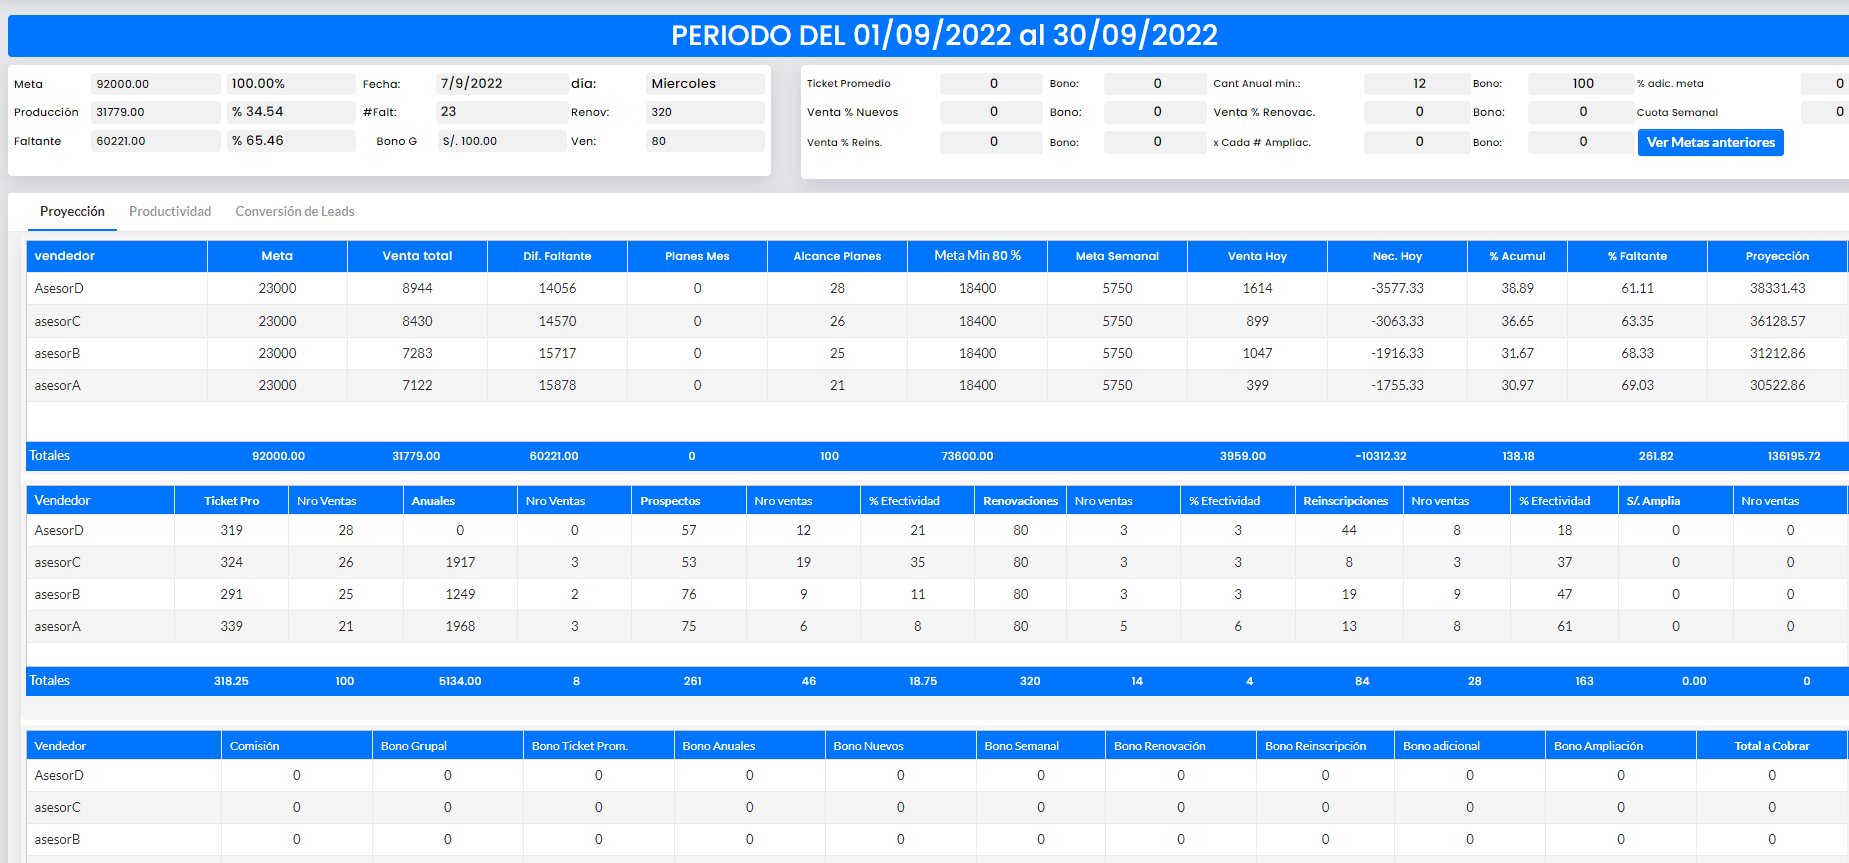 PERIODO DEL 01/09/2022 al 30/09/2022
Meta 92000.00 100.00% Fecha: 7/9/2022 día: Miercoles
Producción 31779.00 % 34.54 #Falt: 23 Renov: 320
Faltante 60221.00 % 65.46 Bono G S/. 100.00 Ven: 80
Ticket Promedio 0 Bono: 0 Cant Anual min.: 12 Bono: 100 % adic. meta 0
Venta % Nuevos 0 Bono: 0 Venta % Renovac. 0 Bono: 0 Cuota Semanal 0
Venta % Reins. 0 Bono: 0 x Cada # Ampliac. 0 Bono: 0 Ver Metas anteriores
Proyección Productividad Conversión de Leads
vendedor Meta Venta total Dif. Faltante Planes Mes Alcance Planes Meta Min 80 % Meta Semanal Venta Hoy Nec. Hoy % Acumul % Faltante Proyección
AsesorD 23000 8944 14056 0 28 18400 5750 1614 -3577.33 38.89 61.11 38331.43
asesorC 23000 8430 14570 0 26 18400 5750 899 -3063.33 36.65 63.35 36128.57
asesorB 23000 7283 15717 0 25 18400 5750 1047 -1916.33 31.67 68.33 31212.86
asesorA 23000 7122 15878 0 21 18400 5750 399 -1755.33 30.97 69.03 30522.86
Totales 92000.00 31779.00 60221.00 0 100 73600.00 3959.00 -10312.32 138.18 261.82 136195.72
Vendedor Ticket Pro Nro Ventas Anuales Nro Ventas Prospectos Nro ventas % Efectividad Renovaciones Nro ventas % Efectividad Reinscripciones Nro ventas % Efectividad S/. Amplia Nro ventas
AsesorD 319 28 0 0 57 12 21 80 3 3 44 8 18 0 0
asesorC 324 26 1917 3 53 19 35 80 3 3 8 3 37 0 0
asesorB 291 25 1249 2 76 9 11 80 3 3 19 9 47 0 0
asesorA 339 21 1968 3 75 6 8 80 5 6 13 8 61 0 0
Totales 318.25 100 5134.00 8 261 46 18.75 320 14 4 84 28 163 0.00 0
Vendedor Comisión Bono Grupal Bono Ticket Prom. Bono Anuales Bono Nuevos Bono Semanal Bono Renovación Bono Reinscripción Bono adicional Bono Ampliación Total a Cobrar
AsesorD 0 0 0 0 0 0 0 0 0 0 0
asesorC 0 0 0 0 0 0 0 0 0 0 0
asesorB 0 0 0 0 0 0 0 0 0 0 0